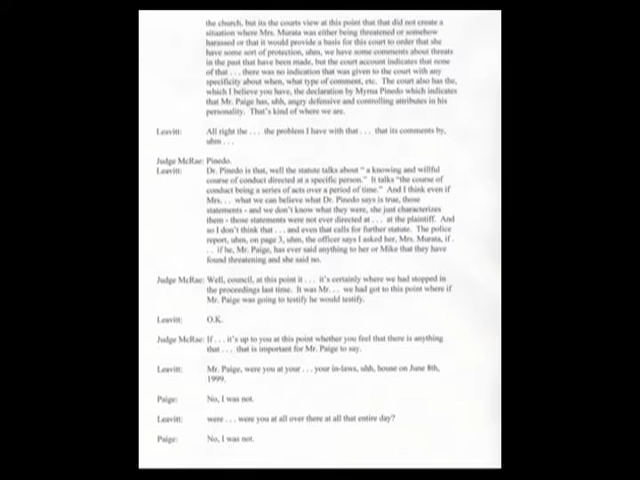 the church, but its the courts view at this point that that did not create a
situation where Mrs. Murata was either being threatened or somehow
harassed or that it would provide a basis for this court to order that she
have some sort of protection, uhm, we have some comments about threats
in the past that have been made, but the court account indicates that none
of that . . . there was no indication that was given to the court with any
specificity about when, what type of comment, etc. The court also has the,
which I believe you have, the declaration by Myrna Pinedo which indicates
that Mr. Paige has, uhh, angry defensive and controlling attributes in his
personality. That's kind of where we are.
Leavitt: All right the . . . the problem I have with that . . . that its comments by,
uhm . . .
Judge McRae: Pinedo.
Leavitt: Dr. Pinedo is that, well the statute talks about " a knowing and willful
course of conduct directed at a specific person." It talks "the course of
conduct being a series of acts over a period of time." And I think even if
Mrs. . . what we can believe what Dr. Pinedo says is true, those
statements - and we don't know what they were, she just characterizes
them - those statements were not ever directed at . . . at the plaintiff. And
so I don't think that . . . and even that calls for further statute. The police
report, uhm, on page 3, uhm, the officer says I asked her, Mrs. Murata, if .
. . if he, Mr. Paige, has ever said anything to her or Mike that they have
found threatening and she said no.
Judge McRae: Well, council, at this point it . . . it's certainly where we had stopped in
the proceedings last time. It was Mr. . . we had got to this point where if
Mr. Paige was going to testify he would testify.
Leavitt: O.K.
Judge McRae: If . . . it's up to you at this point whether you feel that there is anything
that . . . that is important for Mr. Paige to say.
Leavitt: Mr. Paige, were you at your . . . your in-laws, uhh, house on June 8th,
1999.
Paige: No, I was not.
Leavitt: were . . . were you at all over there at all that entire day?
Paige: No, I was not.